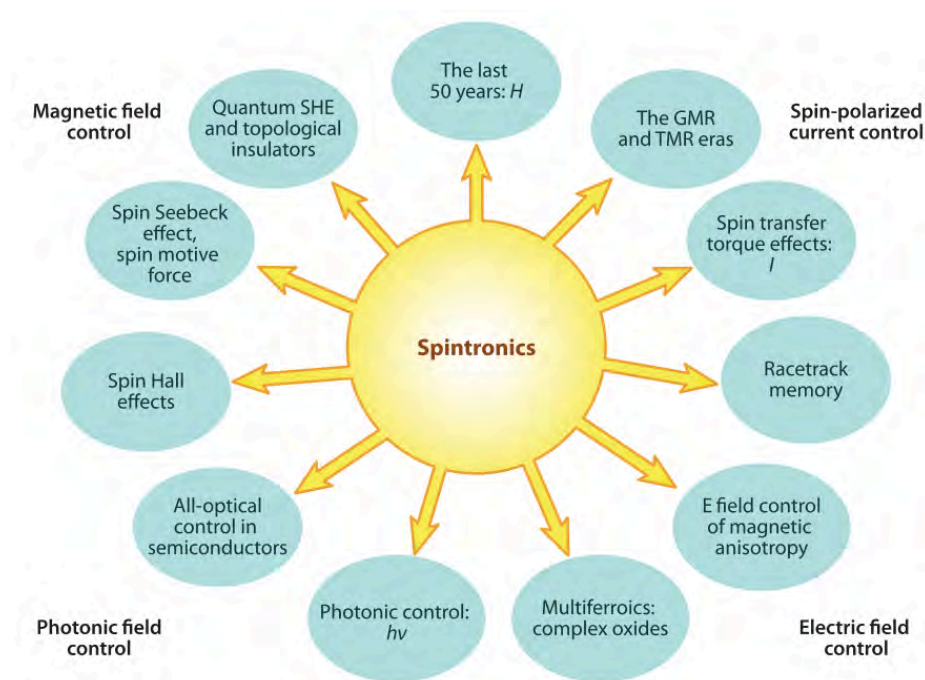 The last
50 years: H
Magnetic field
control
Quantum SHE
and topological
insulators
The GMR
and TMR eras
Spin-polarized
current control
Spin Seebeck
effect,
spin motive
force
Spin transfer
torque effects:
I
Spintronics
Spin Hall
effects
Racetrack
memory
All-optical
control in
semiconductors
E field control
of magnetic
anisotropy
Photonic control:
hν
Multiferroics:
complex oxides
Photonic field
control
Electric field
control